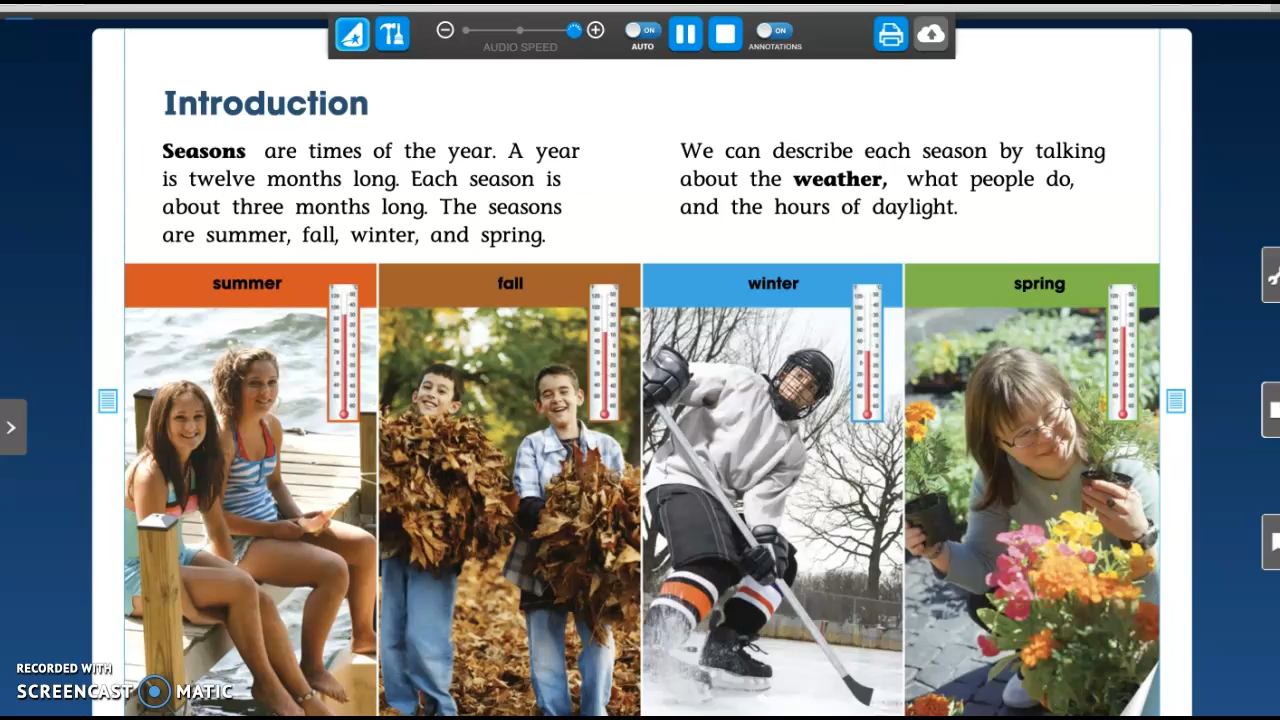 AUDIO SPEED
ON
AUTO
ON
ANNOTATIONS
Introduction
Seasons are times of the year. A year
is twelve months long. Each season is
about three months long. The seasons
are summer, fall, winter, and spring.
We can describe each season by talking
about the weather, what people do,
and the hours of daylight.
summer
fall
winter
spring
RECORDED WITH
SCREENCAST MATIC